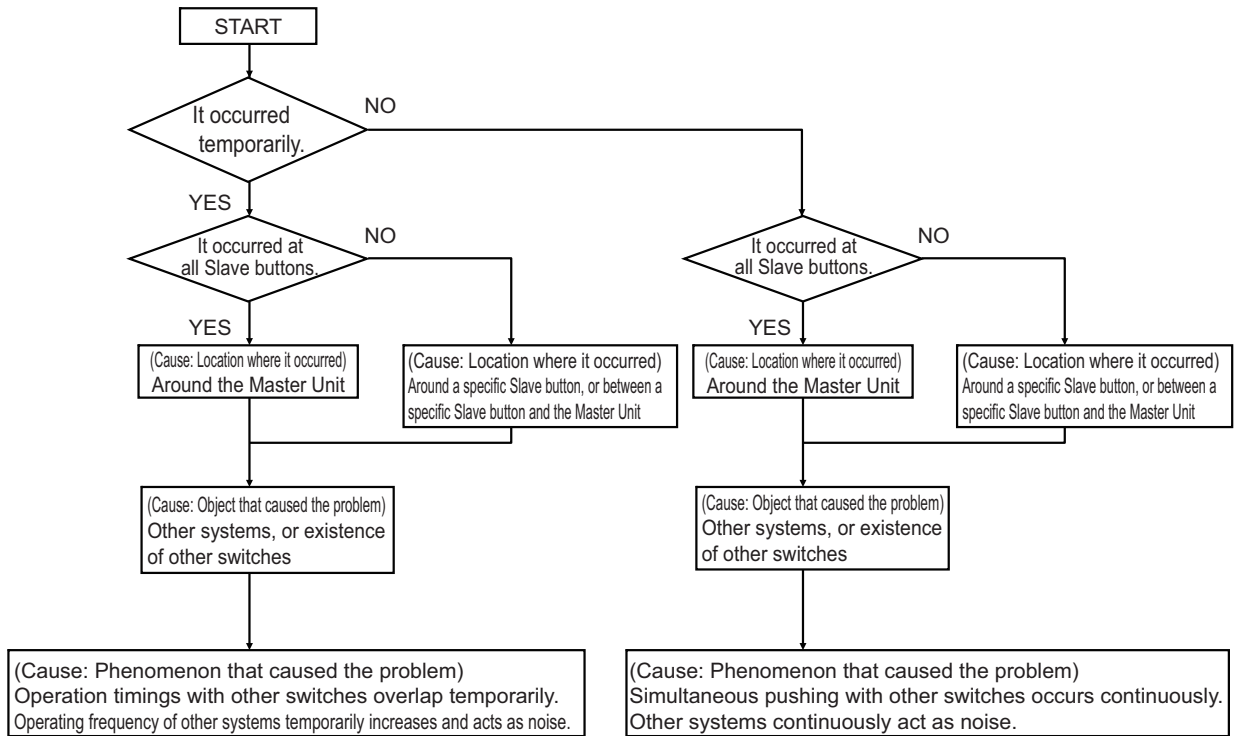 START
It occurred
temporarily.
NO
YES
It occurred at
all Slave buttons.
NO
YES
(Cause: Location where it occurred)
Around the Master Unit
(Cause: Location where it occurred)
Around a specific Slave button, or between a
specific Slave button and the Master Unit
(Cause: Object that caused the problem)
Other systems, or existence
of other switches
(Cause: Phenomenon that caused the problem)
Operation timings with other switches overlap temporarily.
Operating frequency of other systems temporarily increases and acts as noise.
It occurred at
all Slave buttons.
NO
YES
(Cause: Location where it occurred)
Around the Master Unit
(Cause: Location where it occurred)
Around a specific Slave button, or between a
specific Slave button and the Master Unit
(Cause: Object that caused the problem)
Other systems, or existence
of other switches
(Cause: Phenomenon that caused the problem)
Simultaneous pushing with other switches occurs continuously.
Other systems continuously act as noise.